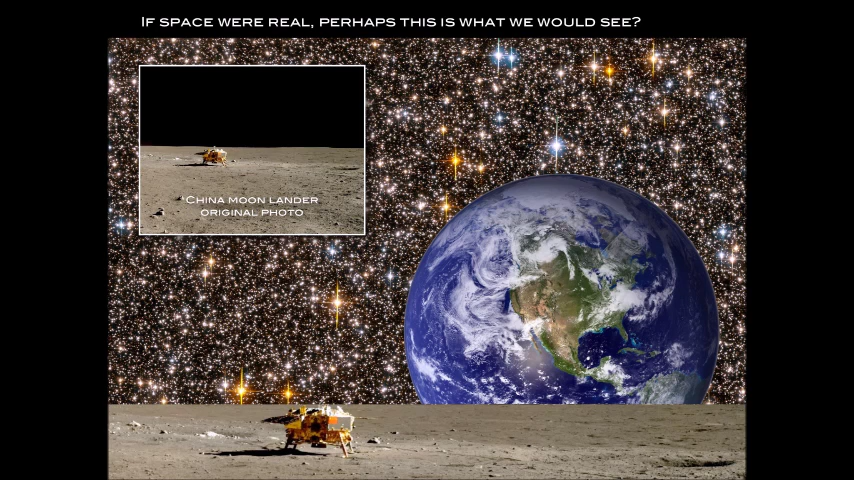 If space were real, perhaps this is what we would see?
*China moon lander
original photo